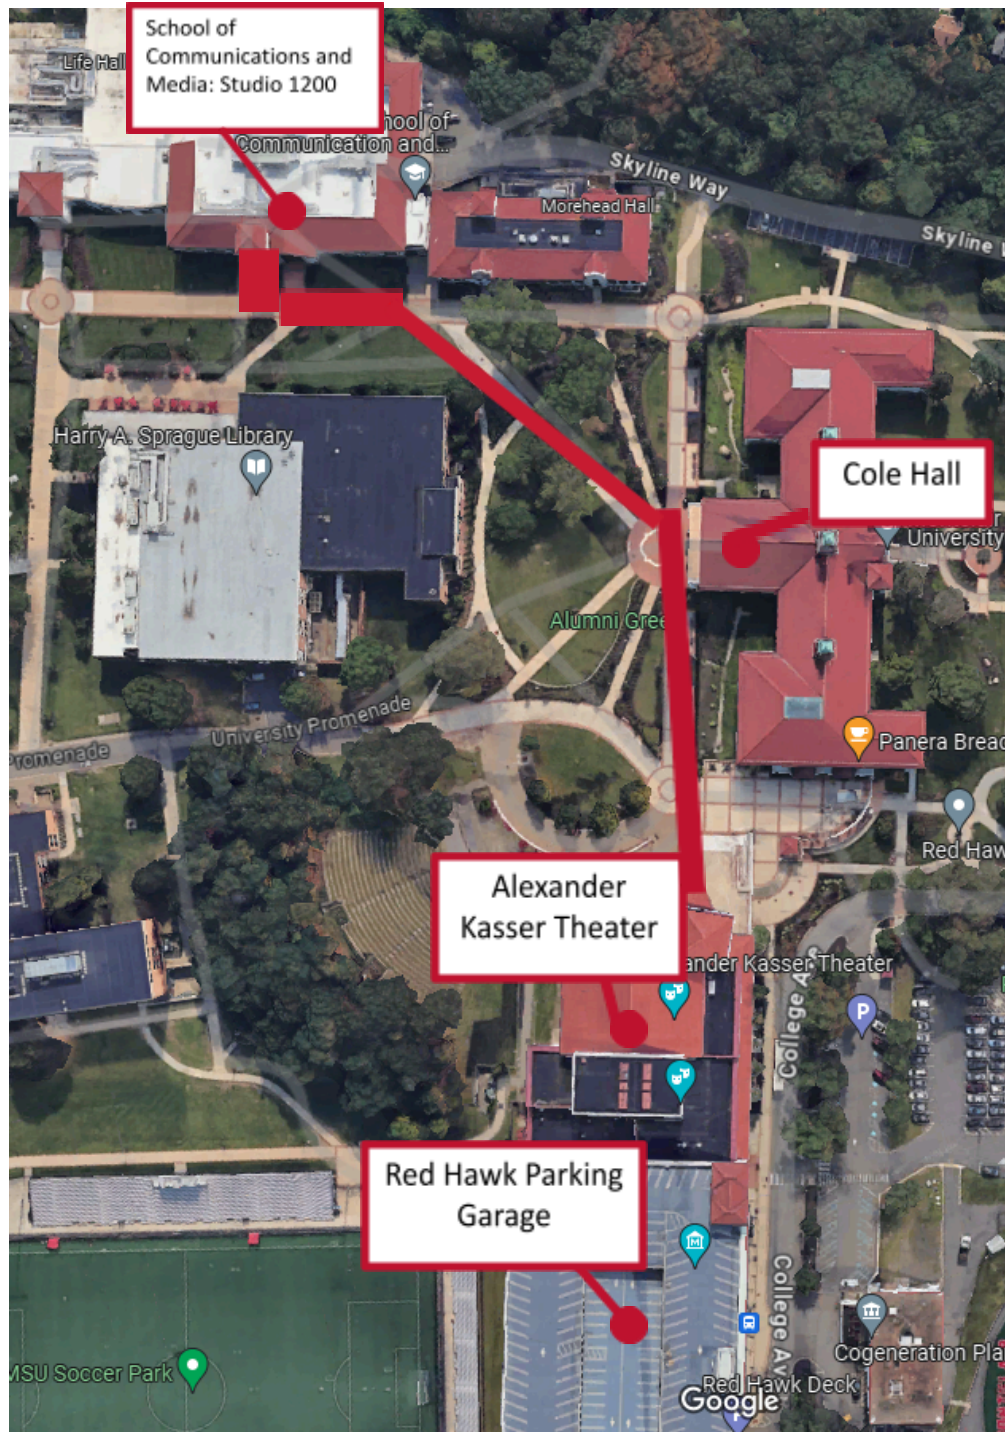 School of
Communications and
Media: Studio 1200
Life Hall
hool of
Communication and...
Skyline Way
Morehead Hall
Skyline
Harry A. Sprague Library
Cole Hall
University
Alumni Gree
University Promenade
Promenade
Panera Bread
Red Haw
Alexander
Kasser Theater
ander Kasser Theater
College Ave
P
Red Hawk Parking
Garage
College Av
MSU Soccer Park
Cogeneration Pla
Red Hawk Deck
Google